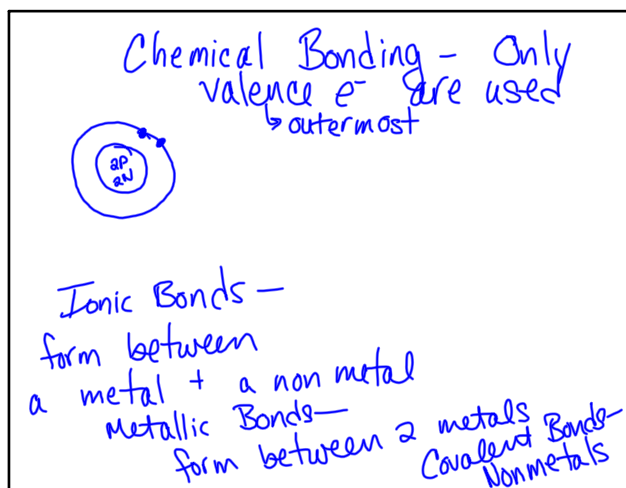 Chemical Bonding – Only
valence e⁻ are used
↳ outermost
2P
2N
Ionic Bonds –
form between
a metal + a non metal
Metallic Bonds –
form between 2 metals
Covalent Bonds –
Nonmetals